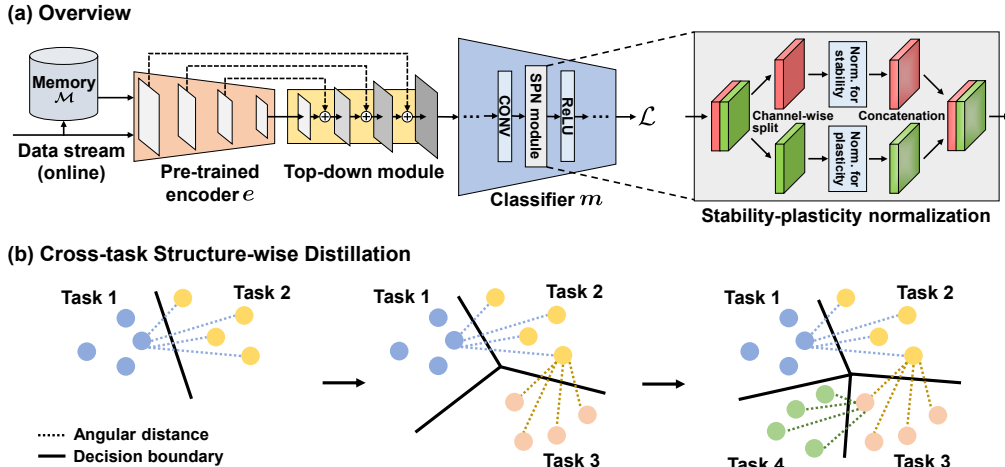 (a) Overview
Memory
𝓜
Data stream
(online)
Pre-trained
encoder e
Top-down module
CONV
SPN module
ReLU
Classifier m
ℒ
Channel-wise
split
Norm. for
stability
Norm. for
plasticity
Concatenation
Stability-plasticity normalization
(b) Cross-task Structure-wise Distillation
Task 1
Task 2
Angular distance
Decision boundary
Task 1
Task 2
Task 3
Task 1
Task 2
Task 4
Task 3